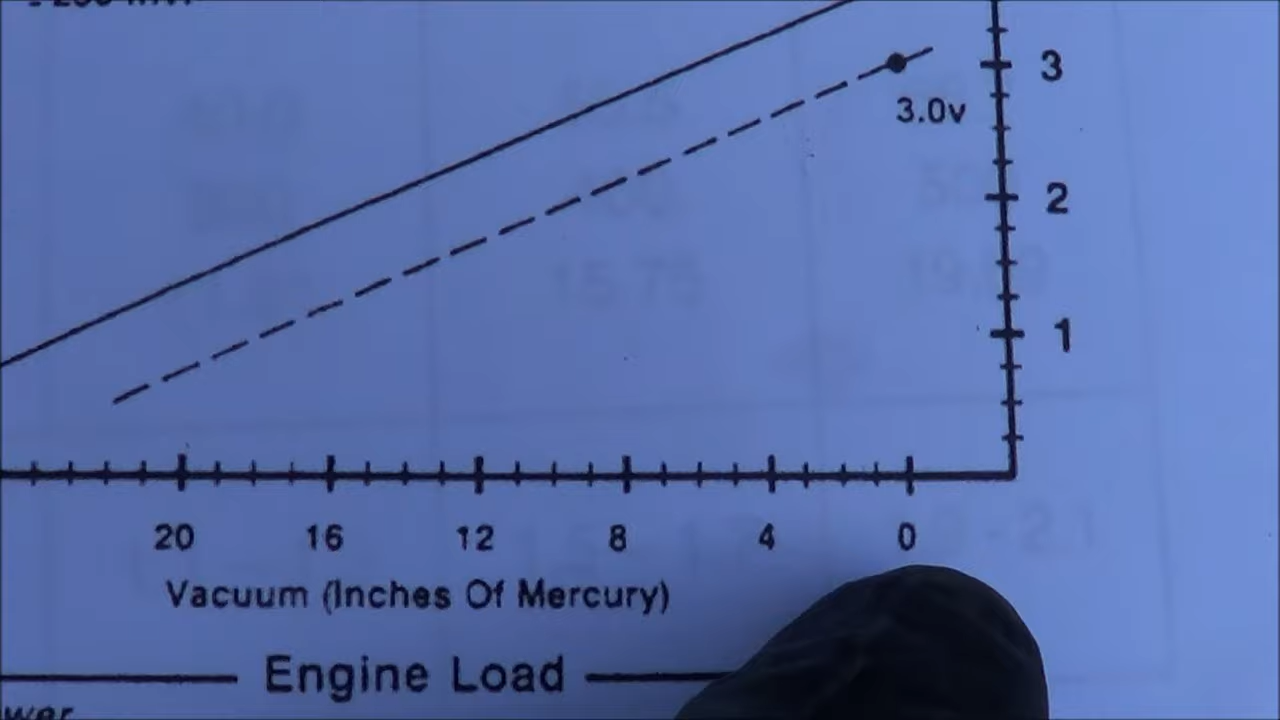 3
3.0v
2
1
20 16 12 8 4 0
Vacuum (Inches Of Mercury)
Engine Load